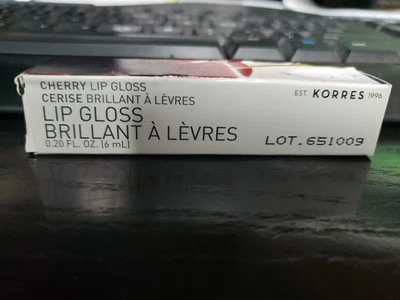 CHERRY LIP GLOSS
CERISE BRILLANT À LÈVRES
LIP GLOSS
BRILLANT À LÈVRES
0.20 FL. OZ. (6 mL)
EST. KORRES 1996
LOT.651009